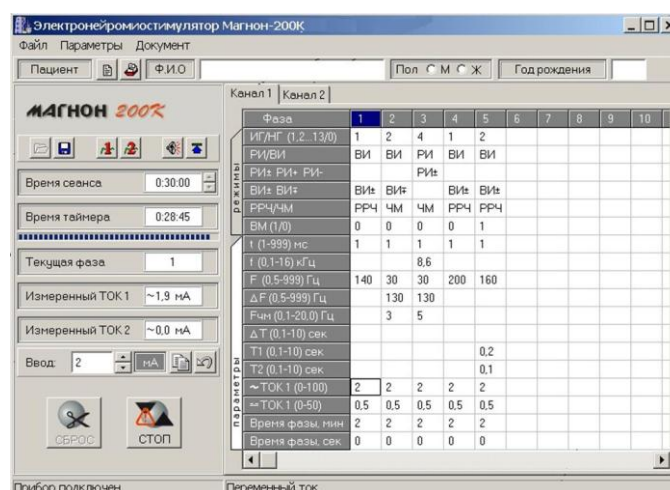 Электронейромиостимулятор Магнон-200К
Файл Параметры Документ
Пациент Ф.И.О Пол М Ж Год рождения
Канал 1 Канал 2
МАГНОН 200К
Время сеанса 0:30:00
Время таймера 0:28:45
Текущая фаза 1
Измеренный ТОК 1 ~1,9 мА
Измеренный ТОК 2 ~0,0 мА
Ввод: 2 мА
СБРОС СТОП
режимы
параметры
Фаза 1 2 3 4 5 6 7 8 9 10
ИГ/НГ (1,2...13/0) 1 2 4 1 2
РИ/ВИ ВИ ВИ РИ ВИ ВИ
РИ± РИ+ РИ- РИ±
ВИ± ВИ∓ ВИ± ВИ∓ ВИ± ВИ±
РРЧ/ЧМ РРЧ ЧМ ЧМ РРЧ РРЧ
ВМ (1/0) 0 0 0 0 1
t (1-999) мс 1 1 1 1 1
f (0,1-16) кГц 8,6
F (0,5-999) Гц 140 30 30 200 160
ΔF (0,5-999) Гц 130 130
Fчм (0,1-20,0) Гц 3 5
ΔT (0,1-10) сек
T1 (0,1-10) сек 0,2
T2 (0,1-10) сек 0,1
~ТОК 1 (0-100) 2 2 2 2 2
ТОК 1 (0-50) 0,5 0,5 0,5 0,5 0,5
Время фазы, мин 2 2 2 2 2
Время фазы, сек 0 0 0 0 0
Прибор подключен Переменный ток